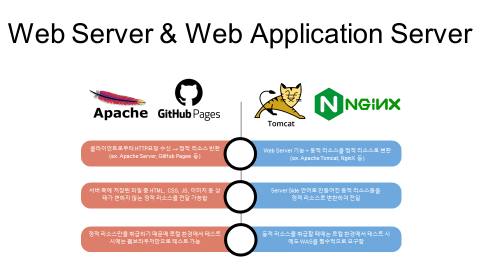 Web Server & Web Application Server
Apache
GitHub Pages
Tomcat
NGINX
클라이언트로부터 HTTP요청 수신 → 정적 리소스 반환
(ex. Apache Server, GitHub Pages 등)
Web Server 기능 + 동적 리소스를 정적 리소스로 변환
(ex. Apache Tomcat, NginX 등)
서버 측에 저장된 파일 중 HTML, CSS, JS, 이미지 등 상
태가 변하지 않는 정적 리소스를 전달 가능함
Server Side 언어로 만들어진 동적 리소스들을
정적 리소스로 변환하여 전달
정적 리소스만을 취급하기 때문에 로컬 환경에서 테스트
시에는 웹브라우저만으로 테스트 가능
동적 리소스를 취급할 때에는 로컬 환경에서 테스트 시
에도 WAS를 필수적으로 요구함